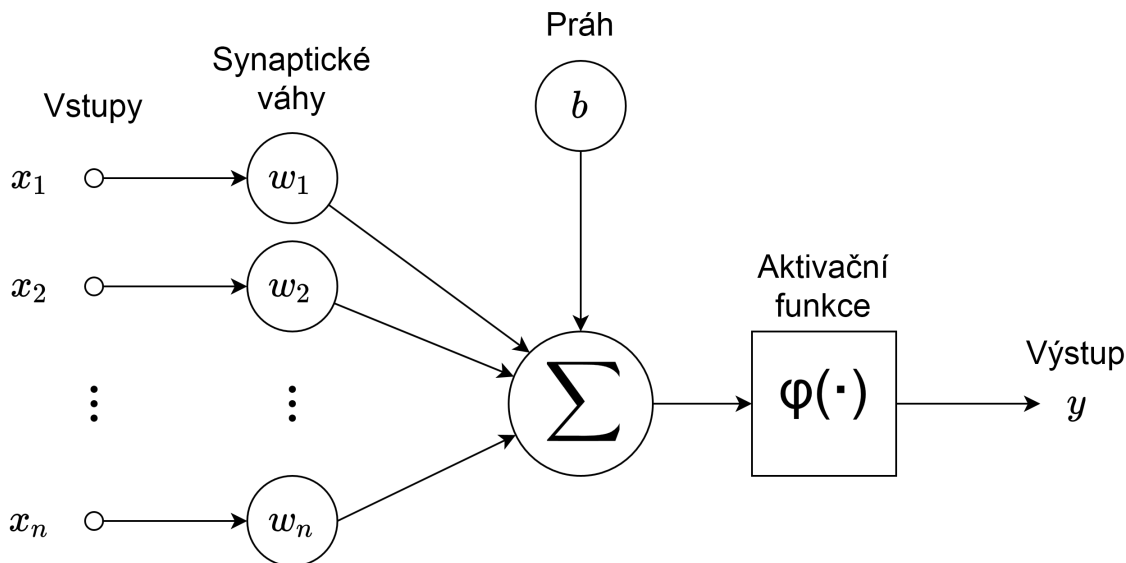 Práh
Synaptické
váhy
Vstupy
b
x₁
w₁
x₂
w₂
Aktivační
funkce
⋮
⋮
∑
φ(·)
Výstup
y
xₙ
wₙ